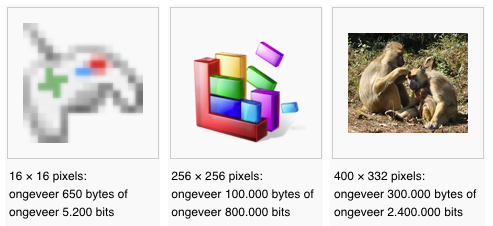 16 × 16 pixels:
ongeveer 650 bytes of
ongeveer 5.200 bits
256 × 256 pixels:
ongeveer 100.000 bytes of
ongeveer 800.000 bits
400 × 332 pixels:
ongeveer 300.000 bytes of
ongeveer 2.400.000 bits